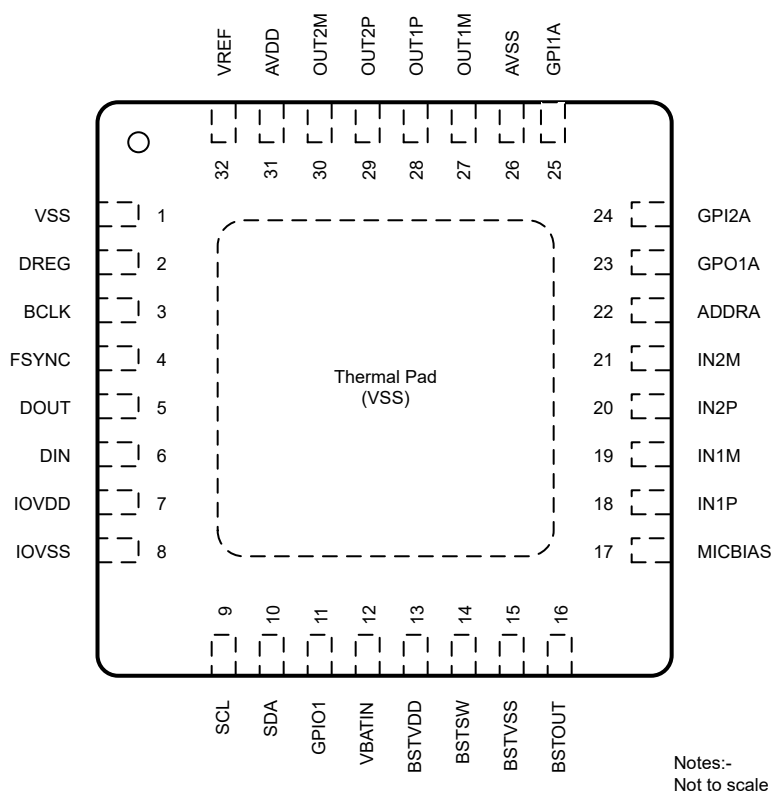 VREF
AVDD
OUT2M
OUT2P
OUT1P
OUT1M
AVSS
GPI1A
32
31
30
29
28
27
26
25
VSS 1
DREG 2
BCLK 3
FSYNC 4
DOUT 5
DIN 6
IOVDD 7
IOVSS 8
Thermal Pad
(VSS)
24 GPI2A
23 GPO1A
22 ADDRA
21 IN2M
20 IN2P
19 IN1M
18 IN1P
17 MICBIAS
9
10
11
12
13
14
15
16
SCL
SDA
GPIO1
VBATIN
BSTVDD
BSTSW
BSTVSS
BSTOUT
Notes:-
Not to scale